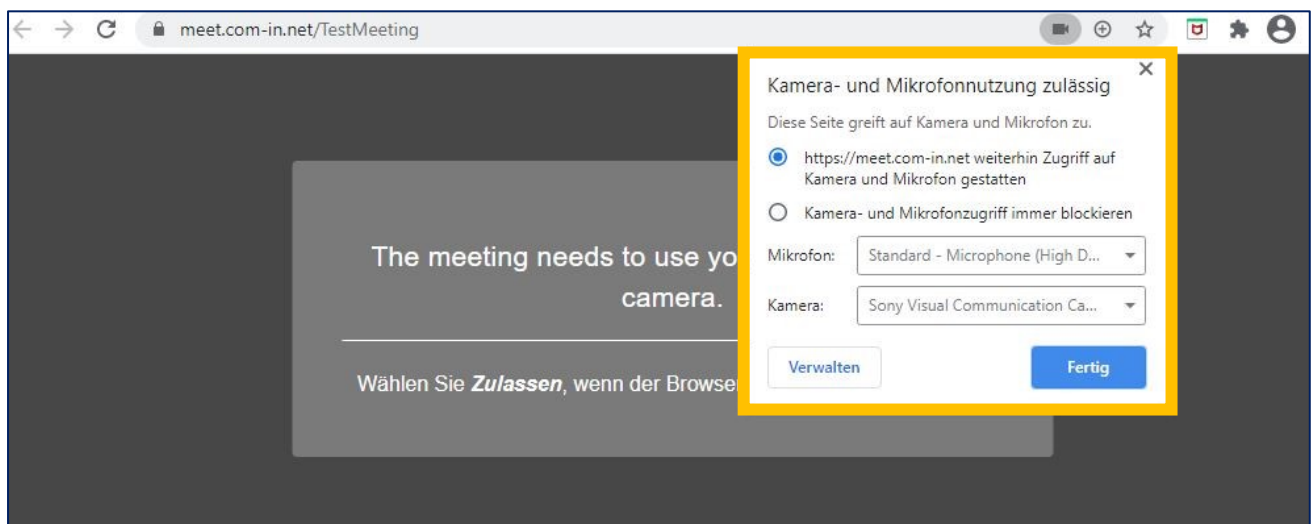 meet.com-in.net/TestMeeting
Kamera- und Mikrofonnutzung zulässig
Diese Seite greift auf Kamera und Mikrofon zu.
https://meet.com-in.net weiterhin Zugriff auf
Kamera und Mikrofon gestatten
Kamera- und Mikrofonzugriff immer blockieren
Mikrofon: Standard - Microphone (High D...
Kamera: Sony Visual Communication Ca...
Verwalten Fertig
The meeting needs to use yo
camera.
Wählen Sie Zulassen, wenn der Browse